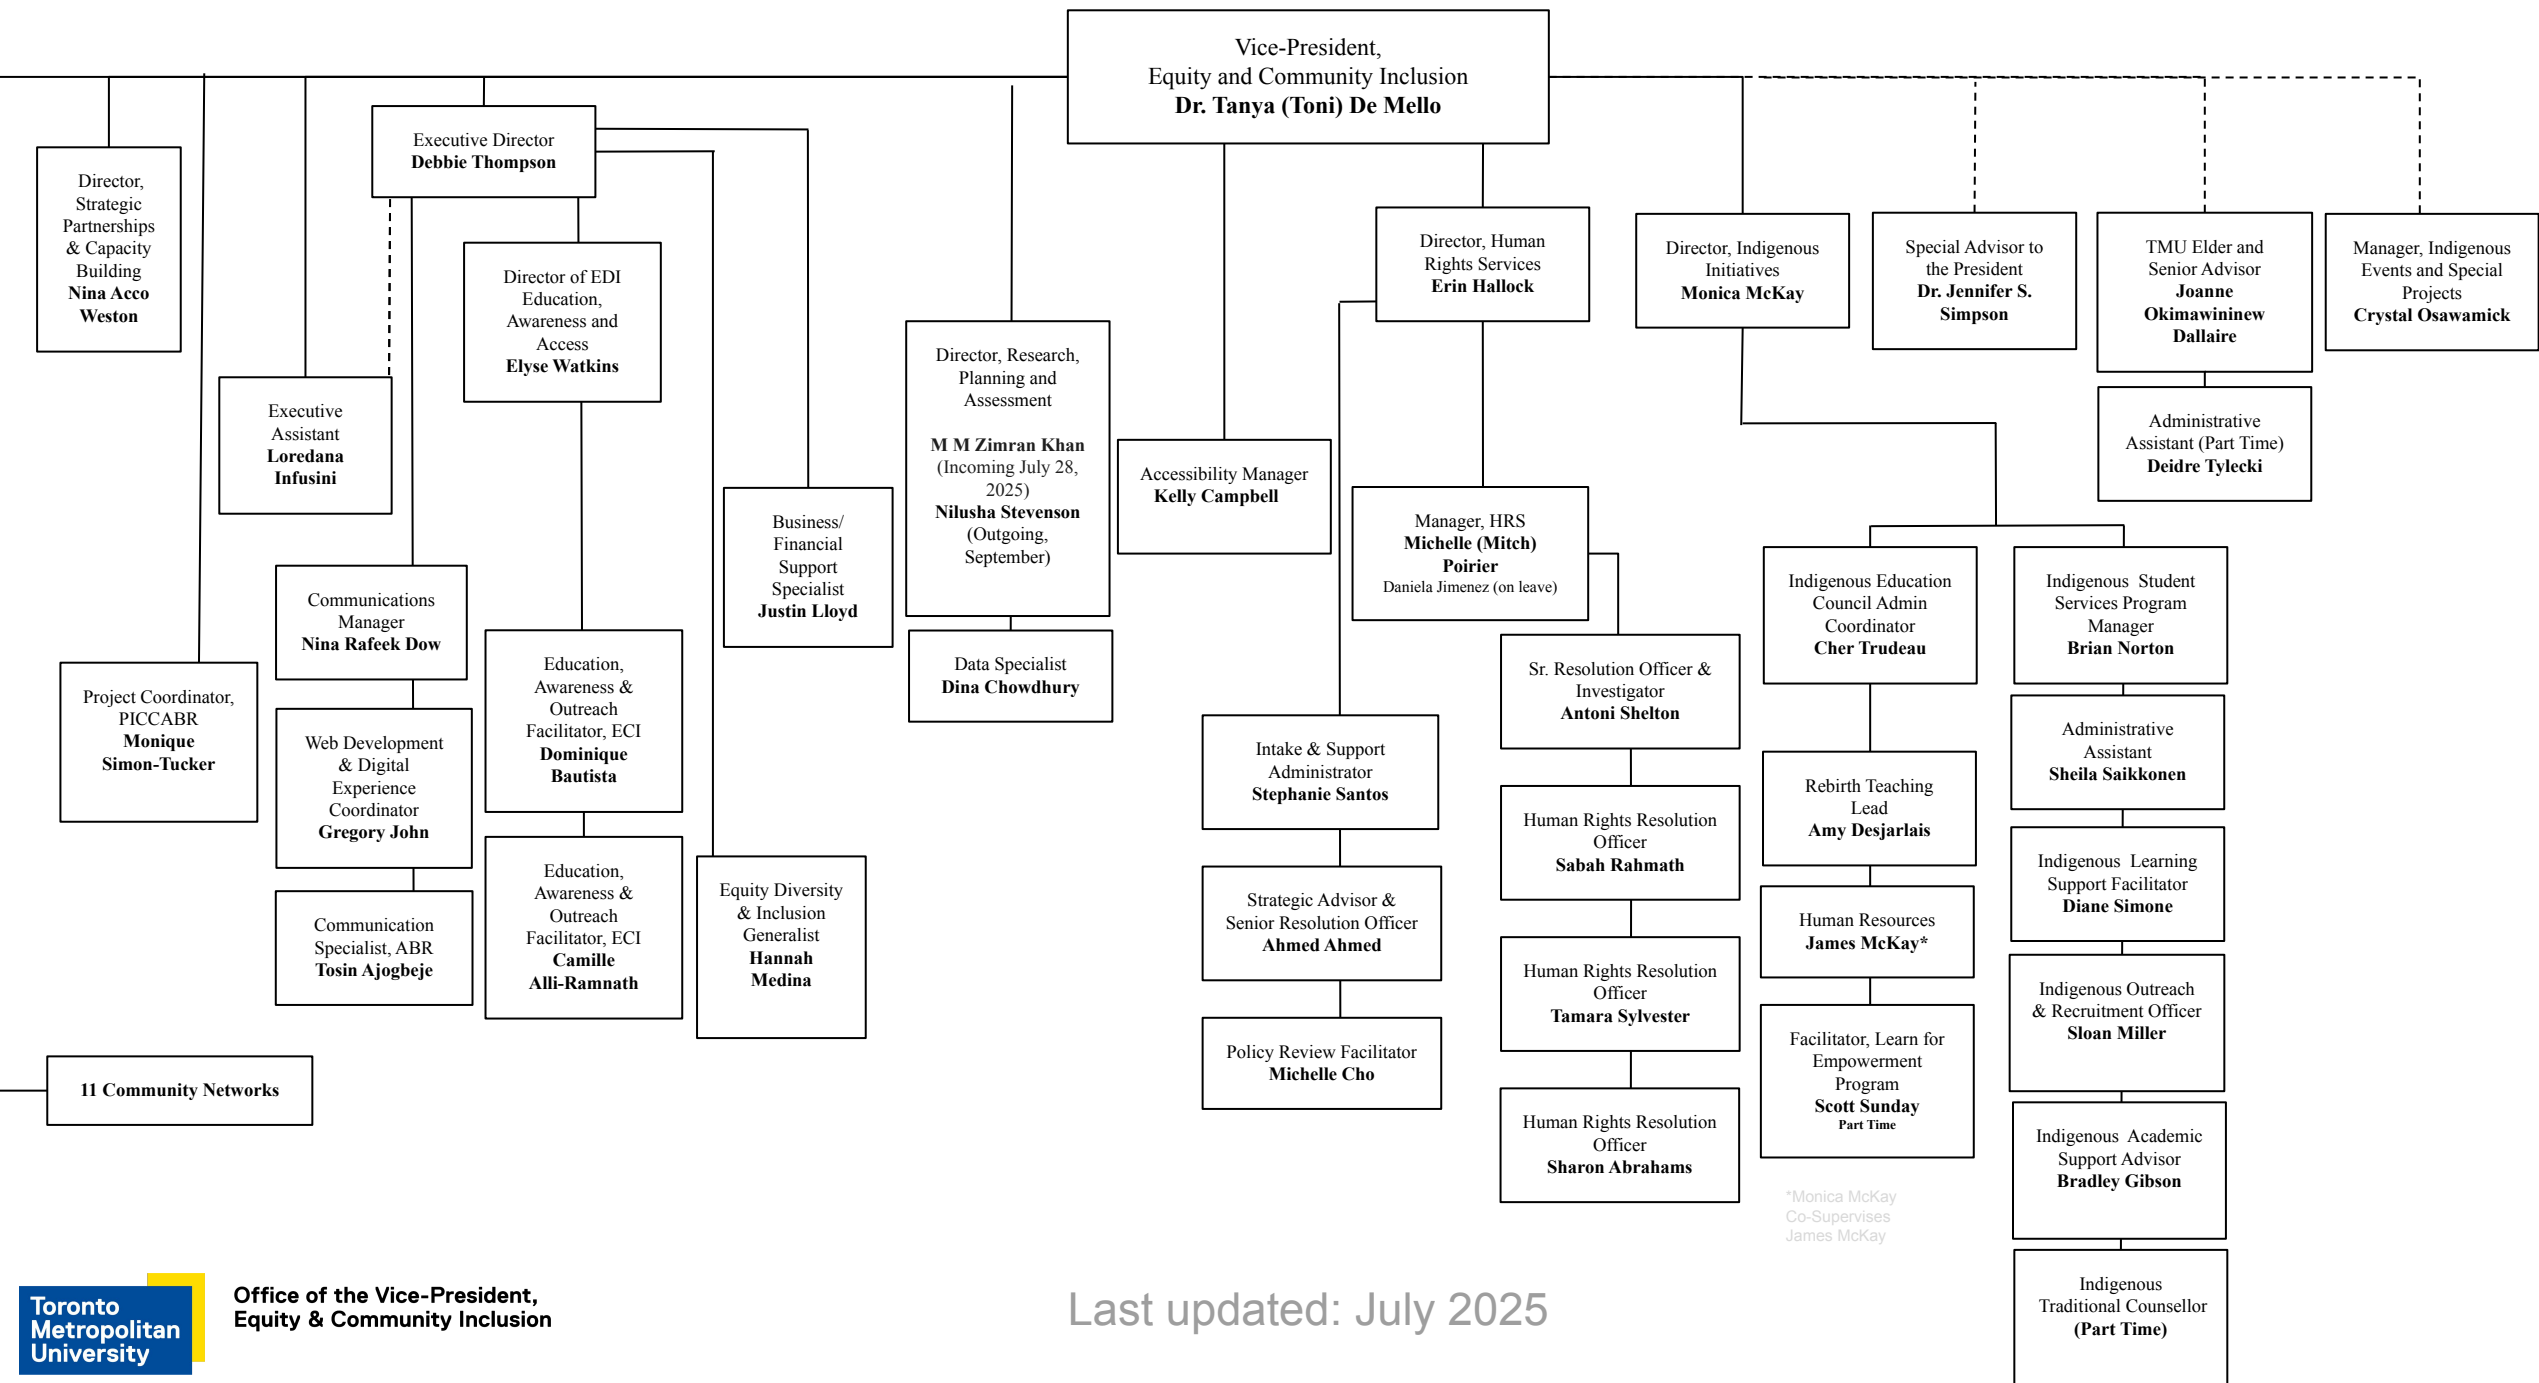 Vice-President,
Equity and Community Inclusion
Dr. Tanya (Toni) De Mello
Executive Director
Debbie Thompson
Director,
Strategic
Partnerships
& Capacity
Building
Nina Acco
Weston
Director of EDI
Education,
Awareness and
Access
Elyse Watkins
Executive
Assistant
Loredana
Infusini
Director, Research,
Planning and
Assessment
M M Zimran Khan
(Incoming July 28,
2025)
Nilusha Stevenson
(Outgoing,
September)
Data Specialist
Dina Chowdhury
Business/
Financial
Support
Specialist
Justin Lloyd
Communications
Manager
Nina Rafeek Dow
Web Development
& Digital
Experience
Coordinator
Gregory John
Communication
Specialist, ABR
Tosin Ajogbeje
Project Coordinator,
PICCABR
Monique
Simon-Tucker
Education,
Awareness &
Outreach
Facilitator, ECI
Dominique
Bautista
Education,
Awareness &
Outreach
Facilitator, ECI
Camille
Alli-Ramnath
Equity Diversity
& Inclusion
Generalist
Hannah
Medina
11 Community Networks
Accessibility Manager
Kelly Campbell
Director, Human
Rights Services
Erin Hallock
Manager, HRS
Michelle (Mitch)
Poirier
Daniela Jimenez (on leave)
Intake & Support
Administrator
Stephanie Santos
Strategic Advisor &
Senior Resolution Officer
Ahmed Ahmed
Policy Review Facilitator
Michelle Cho
Sr. Resolution Officer &
Investigator
Antoni Shelton
Human Rights Resolution
Officer
Sabah Rahmath
Human Rights Resolution
Officer
Tamara Sylvester
Human Rights Resolution
Officer
Sharon Abrahams
Director, Indigenous
Initiatives
Monica McKay
Special Advisor to
the President
Dr. Jennifer S.
Simpson
TMU Elder and
Senior Advisor
Joanne
Okimawininew
Dallaire
Manager, Indigenous
Events and Special
Projects
Crystal Osawamick
Administrative
Assistant (Part Time)
Deidre Tylecki
Indigenous Education
Council Admin
Coordinator
Cher Trudeau
Rebirth Teaching
Lead
Amy Desjarlais
Human Resources
James McKay*
Facilitator, Learn for
Empowerment
Program
Scott Sunday
Part Time
*Monica McKay
Co-Supervises
James McKay
Indigenous Student
Services Program
Manager
Brian Norton
Administrative
Assistant
Sheila Saikkonen
Indigenous Learning
Support Facilitator
Diane Simone
Indigenous Outreach
& Recruitment Officer
Sloan Miller
Indigenous Academic
Support Advisor
Bradley Gibson
Indigenous
Traditional Counsellor
(Part Time)
Toronto
Metropolitan
University
Office of the Vice-President,
Equity & Community Inclusion
Last updated: July 2025